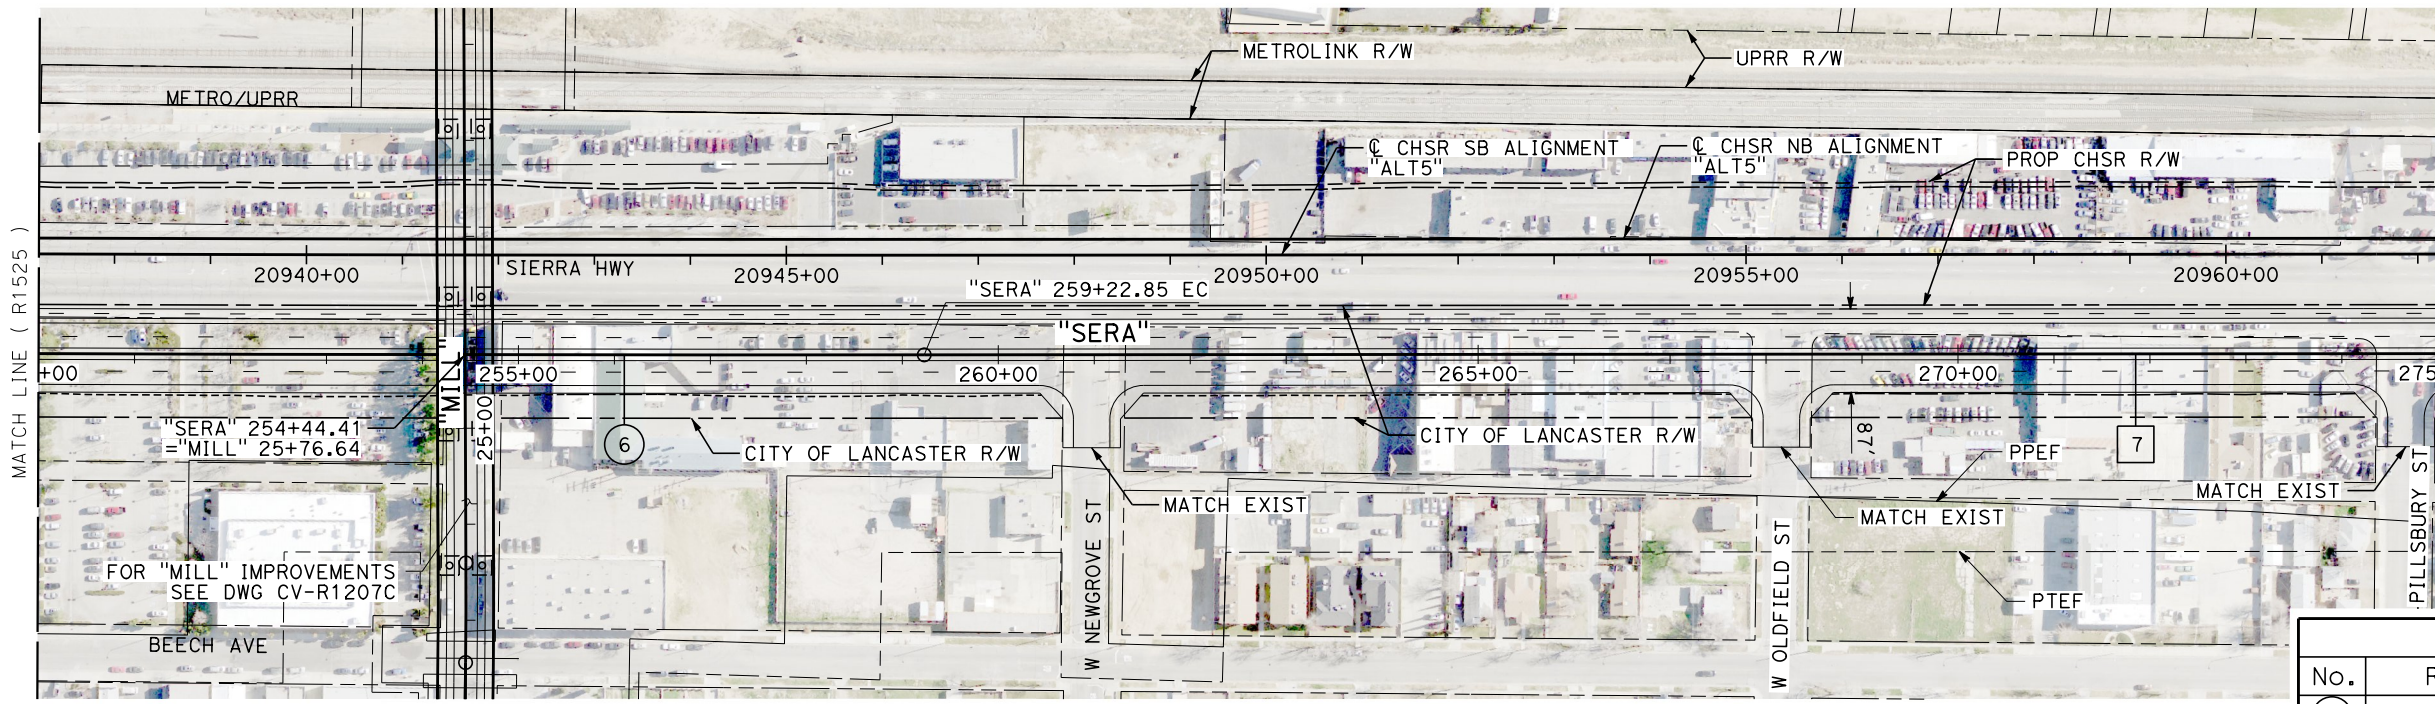 METROLINK R/W
UPRR R/W
METRO/UPRR
℄ CHSR SB ALIGNMENT
"ALT5"
℄ CHSR NB ALIGNMENT
"ALT5"
PROP CHSR R/W
MATCH LINE ( R1525 )
20940+00
SIERRA HWY
20945+00
20950+00
20955+00
20960+00
"SERA" 259+22.85 EC
"SERA"
"MILL"
+00
255+00
260+00
265+00
270+00
275
25+00
"SERA" 254+44.41
="MILL" 25+76.64
6
CITY OF LANCASTER R/W
CITY OF LANCASTER R/W
87'
7
PPEF
MATCH EXIST
MATCH EXIST
MATCH EXIST
W NEWGROVE ST
W OLDFIELD ST
PILLSBURY ST
FOR "MILL" IMPROVEMENTS
SEE DWG CV-R1207C
PTEF
BEECH AVE
No.
R